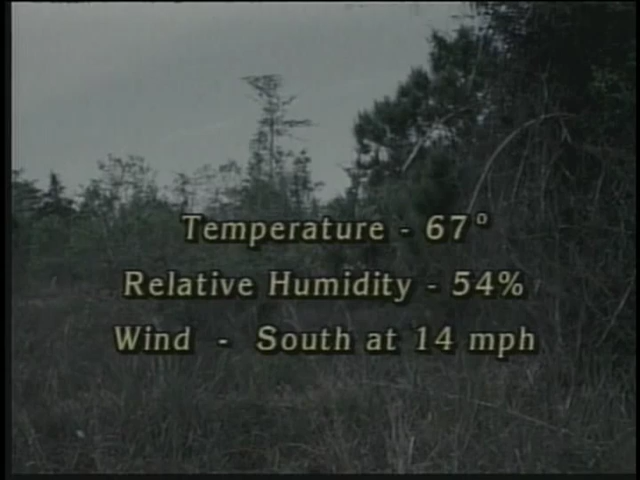 Temperature - 67°
Relative Humidity - 54%
Wind - South at 14 mph